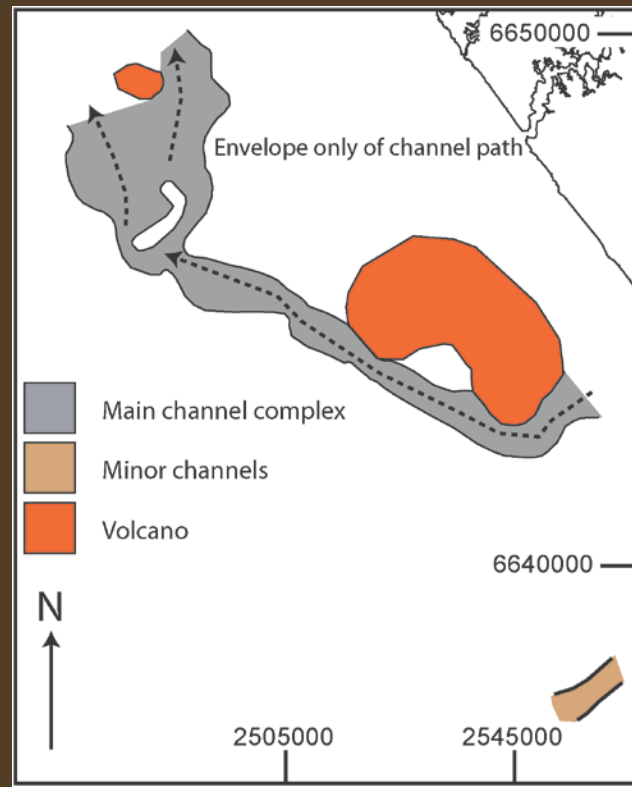 6650000
Envelope only of channel path
Main channel complex
Minor channels
Volcano
6640000
N
2505000
2545000